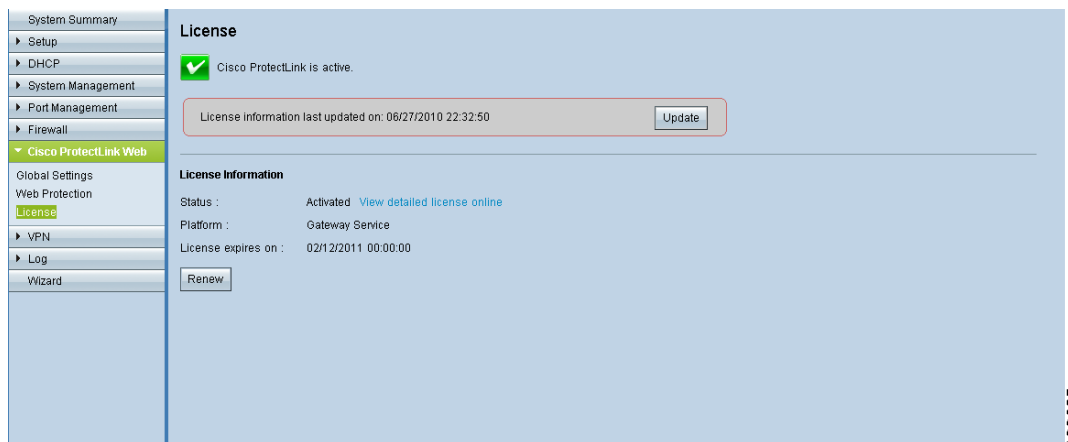 System Summary
Setup
DHCP
System Management
Port Management
Firewall
Cisco ProtectLink Web
Global Settings
Web Protection
License
VPN
Log
Wizard
License
Cisco ProtectLink is active.
License information last updated on: 06/27/2010 22:32:50
Update
License Information
Status : Activated View detailed license online
Platform : Gateway Service
License expires on : 02/12/2011 00:00:00
Renew